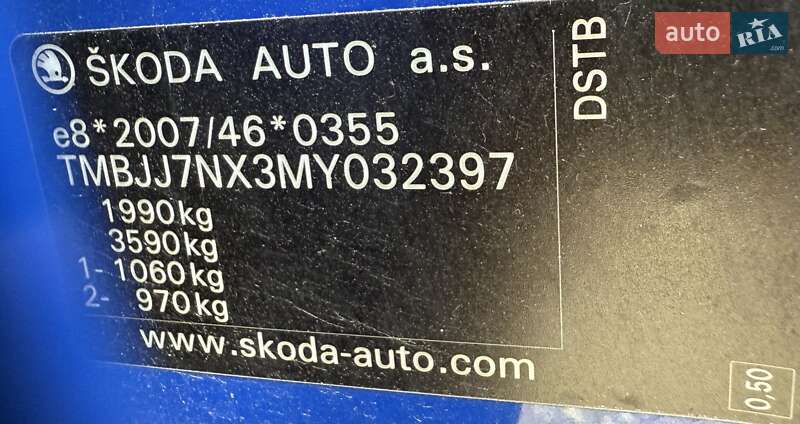 ŠKODA AUTO a.s.
e8*2007/46*0355
TMBJJ7NX3MY032397
1990kg
3590kg
1- 1060kg
2- 970kg
www.skoda-auto.com
DSTB
0,50
auto RIA.com